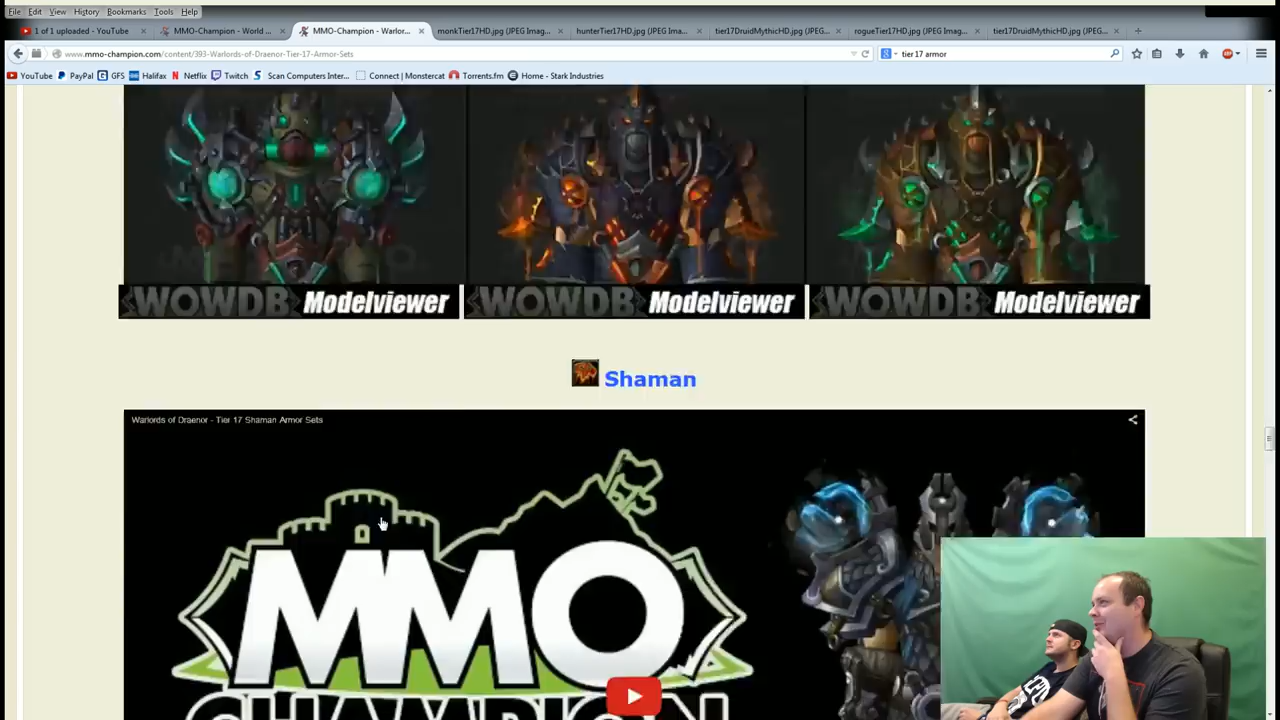 File Edit View History Bookmarks Tools Help
1 of 1 uploaded - YouTube × MMO-Champion - World ... × MMO-Champion - Warlor... × monkTier17HD.jpg (JPEG Imag... × hunterTier17HD.jpg (JPEG Ima... × tier17DruidMythicHD.jpg (JPEG... × rogueTier17HD.jpg (JPEG Imag... × tier17DruidMythicHD.jpg (JPEG... × +
www.mmo-champion.com/content/393-Warlords-of-Draenor-Tier-17-Armor-Sets
tier 17 armor
YouTube PayPal GFS Halifax Netflix Twitch Scan Computers Inter... Connect | Monstercat Torrents.fm Home - Stark Industries
WOWDB Modelviewer WOWDB Modelviewer WOWDB Modelviewer
Shaman
Warlords of Draenor - Tier 17 Shaman Armor Sets
MMO
CHAMPION